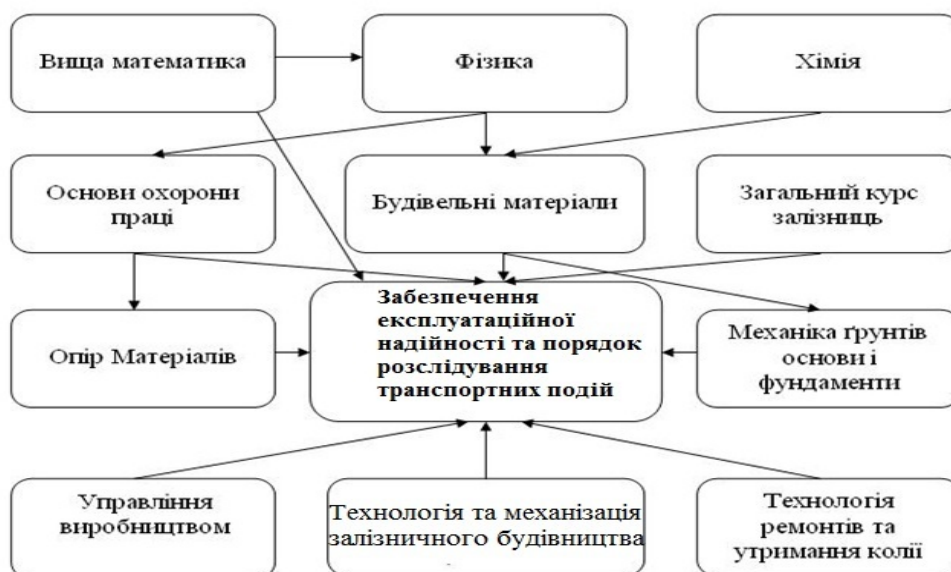 Вища математика
Фізика
Хімія
Основи охорони
праці
Будівельні матеріали
Загальний курс
залізниць
Опір Матеріалів
Забезпечення
експлуатаційної
надійності та порядок
розслідування
транспортних подій
Механіка ґрунтів
основи і
фундаменти
Управління
виробництвом
Технологія та механізація
залізничного будівництва
Технологія
ремонтів та
утримання колії